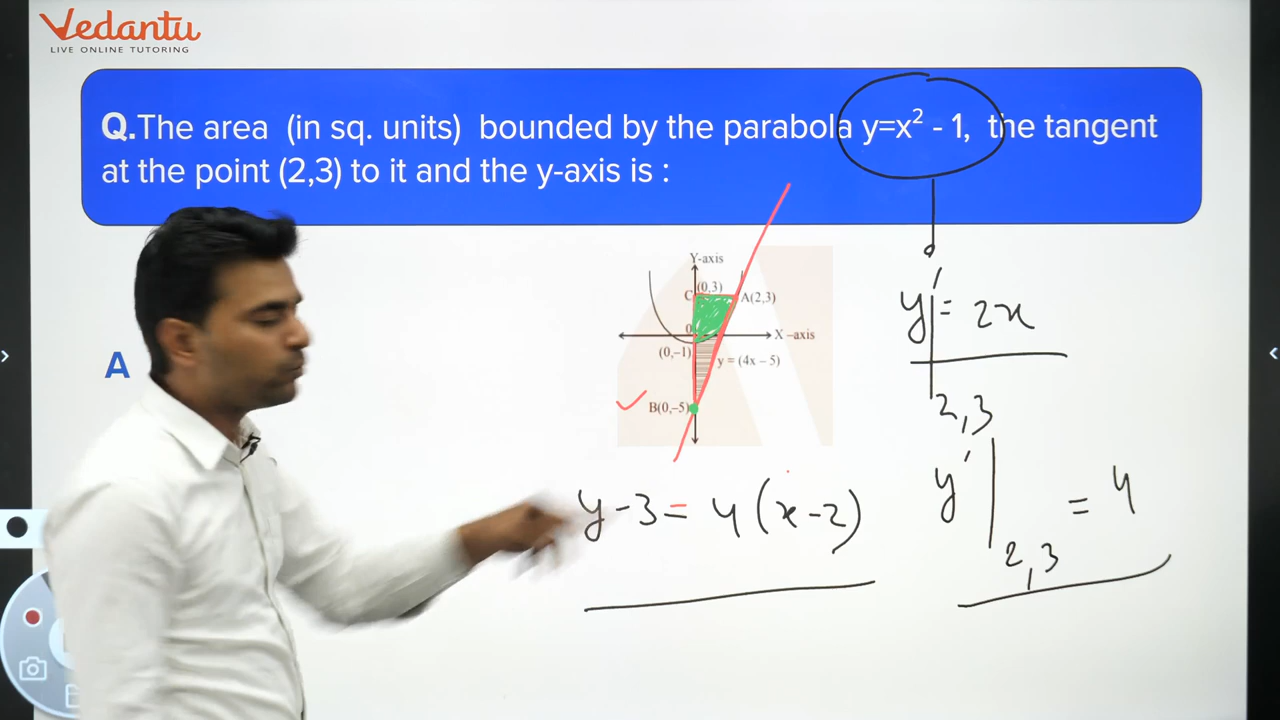 Vedantu
LIVE ONLINE TUTORING
Q.The area (in sq. units) bounded by the parabola y=x² - 1, the tangent
at the point (2,3) to it and the y-axis is :
A
Y-axis
C (0,3) A(2,3)
0 X -axis
(0,-1) y = (4x – 5)
B(0,–5)
y-3 = 4(x-2)
y' = 2x
2,3
y'| = 4
2,3